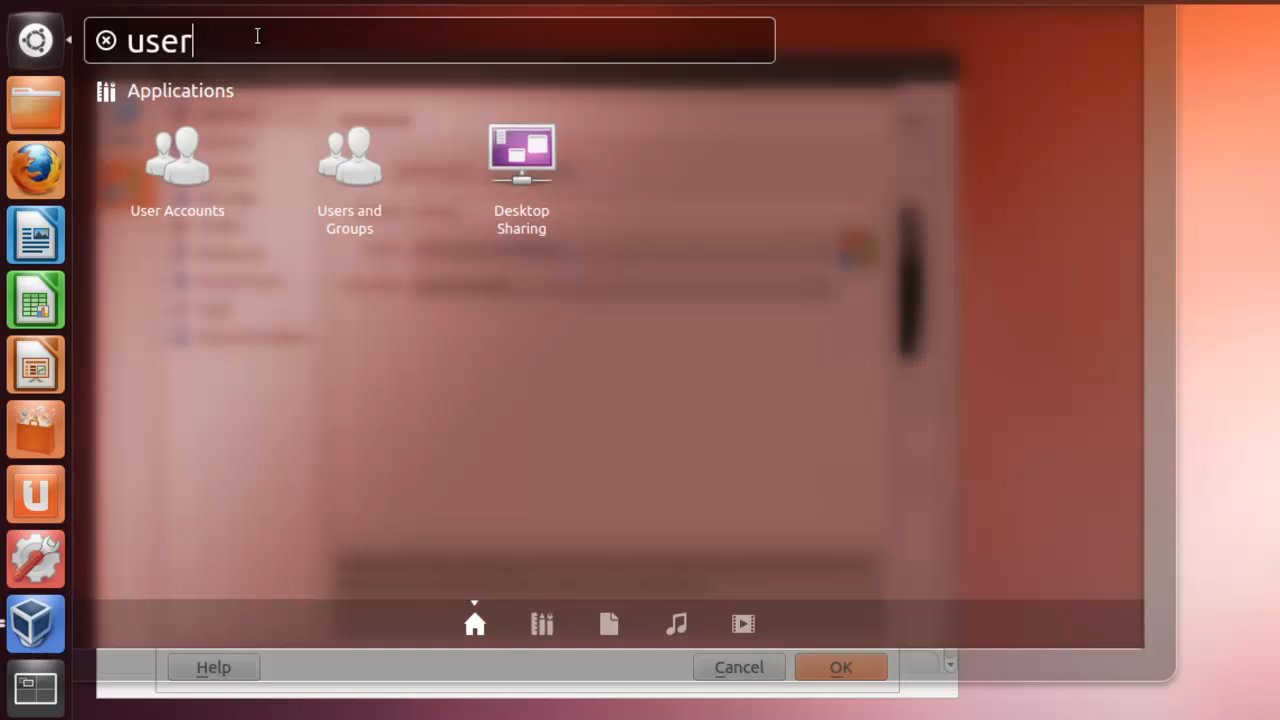 user
Applications
User Accounts
Users and
Groups
Desktop
Sharing
Help
Cancel
OK